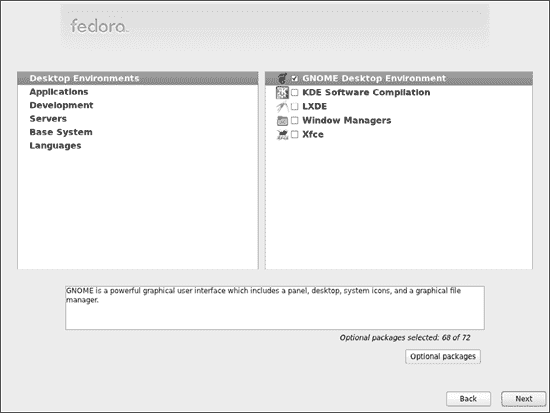 fedora
Desktop Environments
Applications
Development
Servers
Base System
Languages
GNOME Desktop Environment
KDE Software Compilation
LXDE
Window Managers
Xfce
GNOME is a powerful graphical user interface which includes a panel, desktop, system icons, and a graphical file
manager.
Optional packages selected: 68 of 72
Optional packages
Back
Next